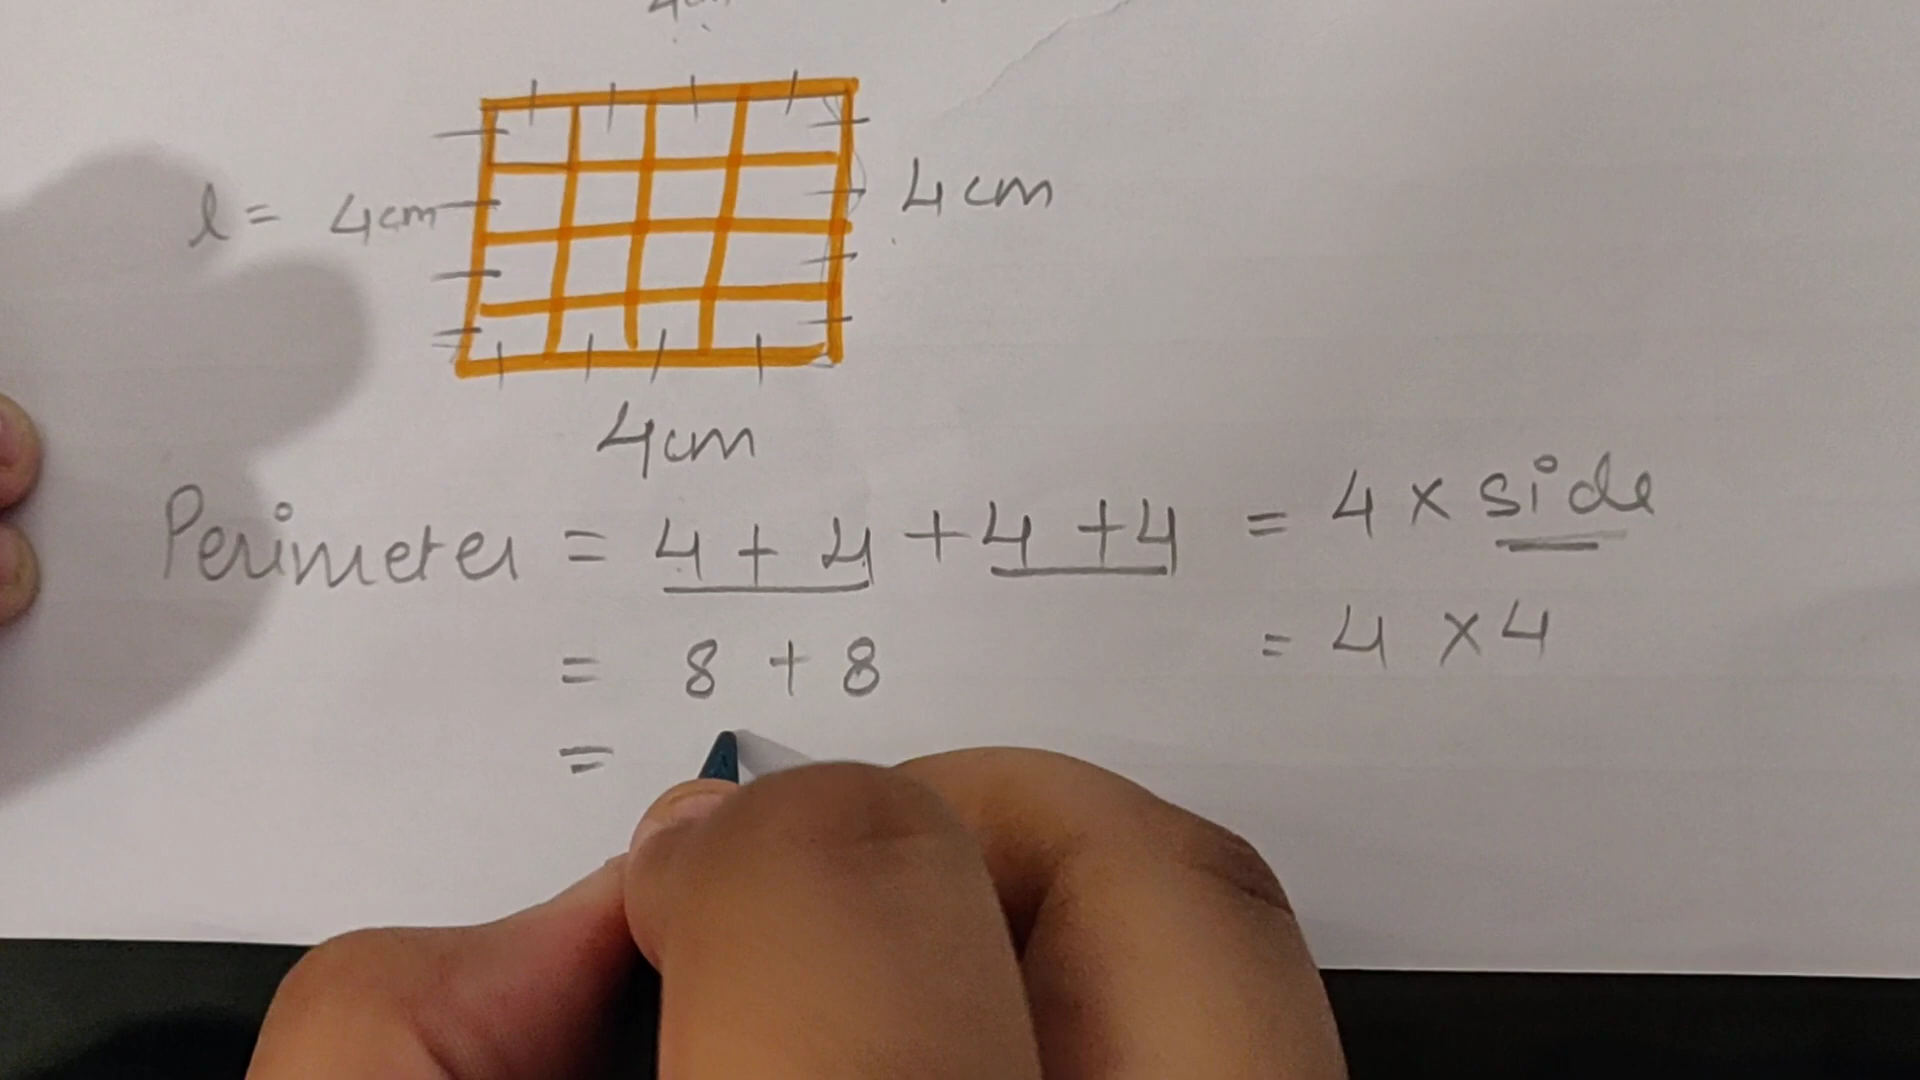 l = 4cm 4cm
4cm
Perimeter = 4 + 4 + 4 + 4 = 4 × side
= 8 + 8 = 4 × 4
=